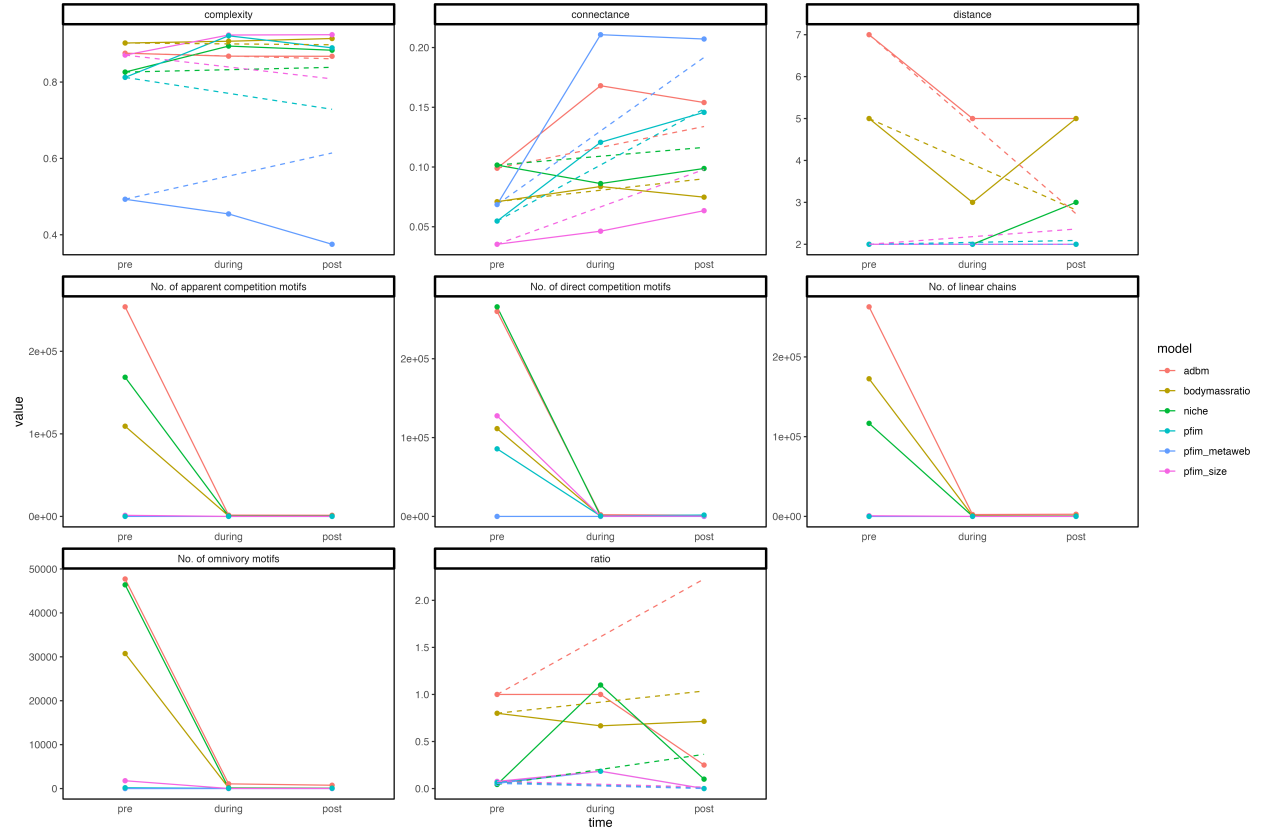 complexity
connectance
distance
0.8
0.6
0.4
0.20
0.15
0.10
0.05
7
6
5
4
3
2
pre during post
pre during post
pre during post
No. of apparent competition motifs
No. of direct competition motifs
No. of linear chains
2e+05
1e+05
0e+00
2e+05
1e+05
0e+00
2e+05
1e+05
0e+00
pre during post
pre during post
pre during post
No. of omnivory motifs
ratio
50000
40000
30000
20000
10000
0
2.0
1.5
1.0
0.5
0.0
pre during post
pre during post
value
time
model
adbm
bodymassratio
niche
pfim
pfim_metaweb
pfim_size